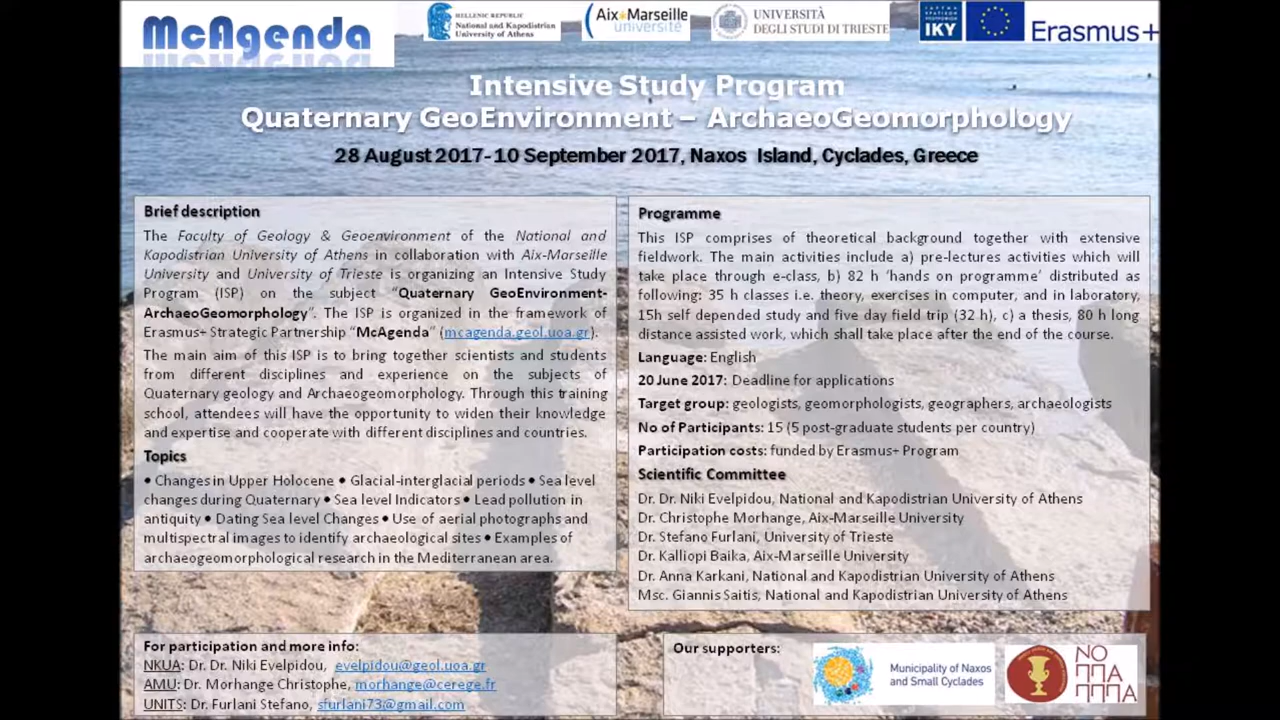 McAgenda
HELLENIC REPUBLIC
National and Kapodistrian
University of Athens
Aix*Marseille
université
UNIVERSITÀ
DEGLI STUDI DI TRIESTE
IKY
Erasmus+
Intensive Study Program
Quaternary GeoEnvironment – ArchaeoGeomorphology
28 August 2017- 10 September 2017, Naxos Island, Cyclades, Greece
Brief description
The Faculty of Geology & Geoenvironment of the National and
Kapodistrian University of Athens in collaboration with Aix-Marseille
University and University of Trieste is organizing an Intensive Study
Program (ISP) on the subject "Quaternary GeoEnvironment-
ArchaeoGeomorphology". The ISP is organized in the framework of
Erasmus+ Strategic Partnership "McAgenda" (mcagenda.geol.uoa.gr).
The main aim of this ISP is to bring together scientists and students
from different disciplines and experience on the subjects of
Quaternary geology and Archaeogeomorphology. Through this training
school, attendees will have the opportunity to widen their knowledge
and expertise and cooperate with different disciplines and countries.
Topics
• Changes in Upper Holocene • Glacial-interglacial periods • Sea level
changes during Quaternary • Sea level Indicators • Lead pollution in
antiquity • Dating Sea level Changes • Use of aerial photographs and
multispectral images to identify archaeological sites • Examples of
archaeogeomorphological research in the Mediterranean area.
Programme
This ISP comprises of theoretical background together with extensive
fieldwork. The main activities include a) pre-lectures activities which will
take place through e-class, b) 82 h 'hands on programme' distributed as
following: 35 h classes i.e. theory, exercises in computer, and in laboratory,
15h self depended study and five day field trip (32 h), c) a thesis, 80 h long
distance assisted work, which shall take place after the end of the course.
Language: English
20 June 2017: Deadline for applications
Target group: geologists, geomorphologists, geographers, archaeologists
No of Participants: 15 (5 post-graduate students per country)
Participation costs: funded by Erasmus+ Program
Scientific Committee
Dr. Dr. Niki Evelpidou, National and Kapodistrian University of Athens
Dr. Christophe Morhange, Aix-Marseille University
Dr. Stefano Furlani, University of Trieste
Dr. Kalliopi Baika, Aix-Marseille University
Dr. Anna Karkani, National and Kapodistrian University of Athens
Msc. Giannis Saitis, National and Kapodistrian University of Athens
For participation and more info:
NKUA: Dr. Dr. Niki Evelpidou, evelpidou@geol.uoa.gr
AMU: Dr. Morhange Christophe, morhange@cerege.fr
UNITS: Dr. Furlani Stefano, sfurlani73@gmail.com
Our supporters:
Municipality of Naxos
and Small Cyclades
ΝΟ
ΠΠΑ
ΠΠΠΑ